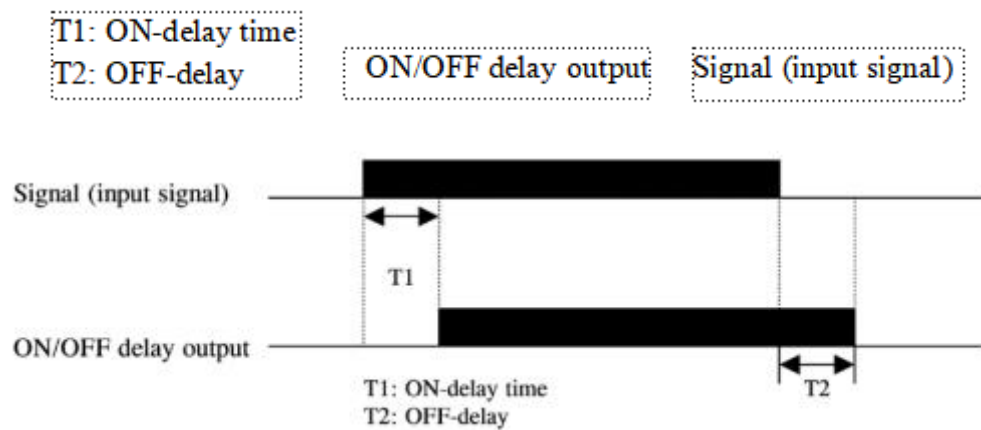 T1: ON-delay time
T2: OFF-delay
ON/OFF delay output
Signal (input signal)
Signal (input signal)
T1
ON/OFF delay output
T2
T1: ON-delay time
T2: OFF-delay